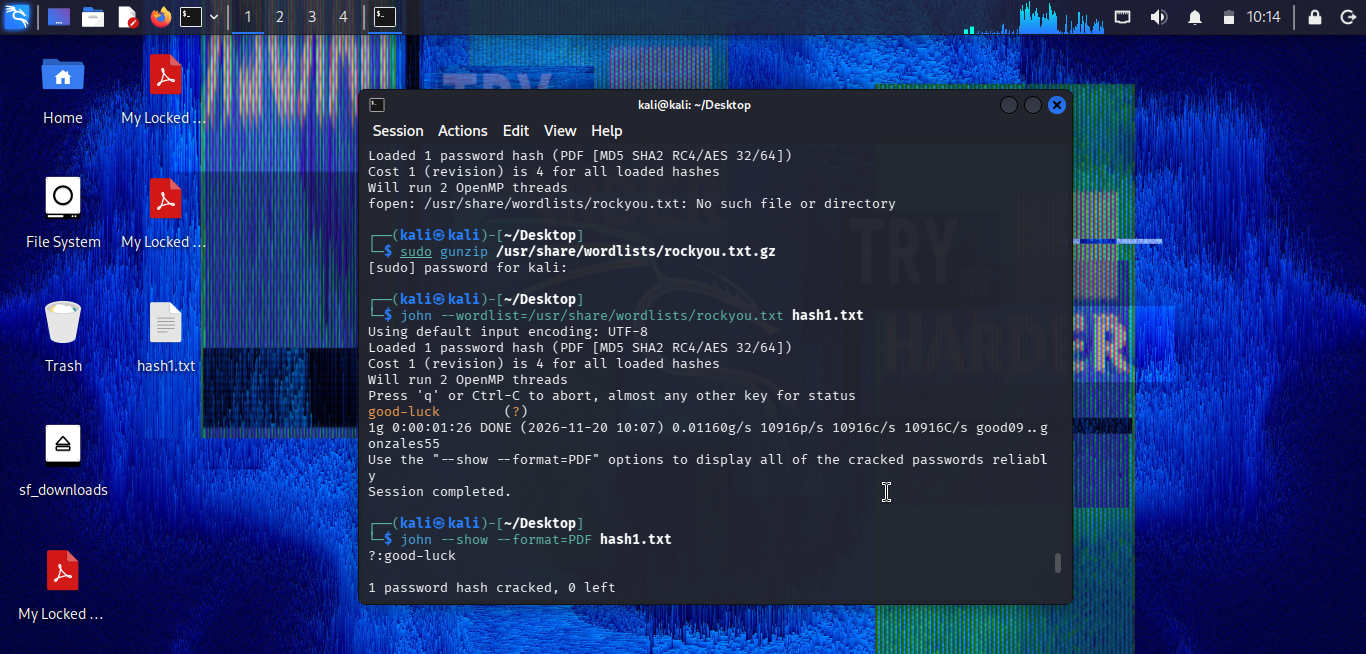 1 2 3 4
10:14
Home
My Locked ...
File System
My Locked ...
Trash
hash1.txt
sf_downloads
My Locked ...
TRY
TRY
HARDER
kali@kali: ~/Desktop
Session Actions Edit View Help
Loaded 1 password hash (PDF [MD5 SHA2 RC4/AES 32/64])
Cost 1 (revision) is 4 for all loaded hashes
Will run 2 OpenMP threads
fopen: /usr/share/wordlists/rockyou.txt: No such file or directory
┌──(kali㉿kali)-[~/Desktop]
└─$ sudo gunzip /usr/share/wordlists/rockyou.txt.gz
[sudo] password for kali:
┌──(kali㉿kali)-[~/Desktop]
└─$ john --wordlist=/usr/share/wordlists/rockyou.txt hash1.txt
Using default input encoding: UTF-8
Loaded 1 password hash (PDF [MD5 SHA2 RC4/AES 32/64])
Cost 1 (revision) is 4 for all loaded hashes
Will run 2 OpenMP threads
Press 'q' or Ctrl-C to abort, almost any other key for status
good-luck        (?)
1g 0:00:01:26 DONE (2026-11-20 10:07) 0.01160g/s 10916p/s 10916c/s 10916C/s good09..g
onzales55
Use the "--show --format=PDF" options to display all of the cracked passwords reliabl
y
Session completed.
┌──(kali㉿kali)-[~/Desktop]
└─$ john --show --format=PDF hash1.txt
?:good-luck
1 password hash cracked, 0 left